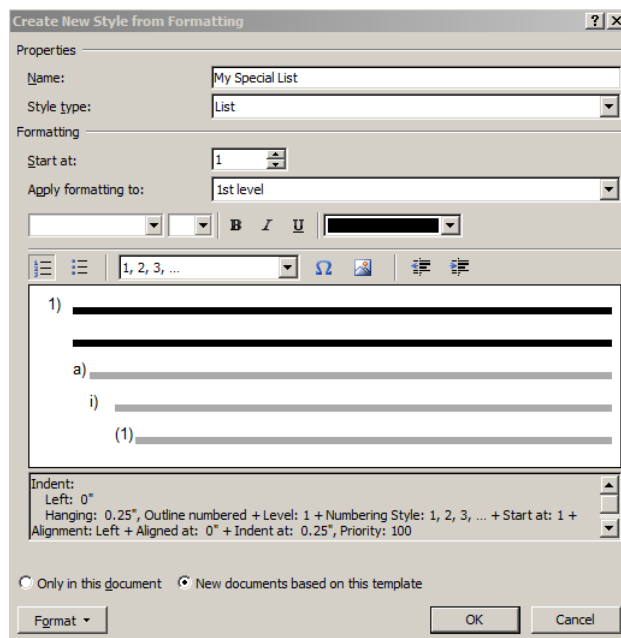 Create New Style from Formatting
Properties
Name: My Special List
Style type: List
Formatting
Start at: 1
Apply formatting to: 1st level
B I U
1, 2, 3, ... Ω
1)
a)
i)
(1)
Indent:
Left: 0"
Hanging: 0.25", Outline numbered + Level: 1 + Numbering Style: 1, 2, 3, ... + Start at: 1 +
Alignment: Left + Aligned at: 0" + Indent at: 0.25", Priority: 100
Only in this document New documents based on this template
Format OK Cancel